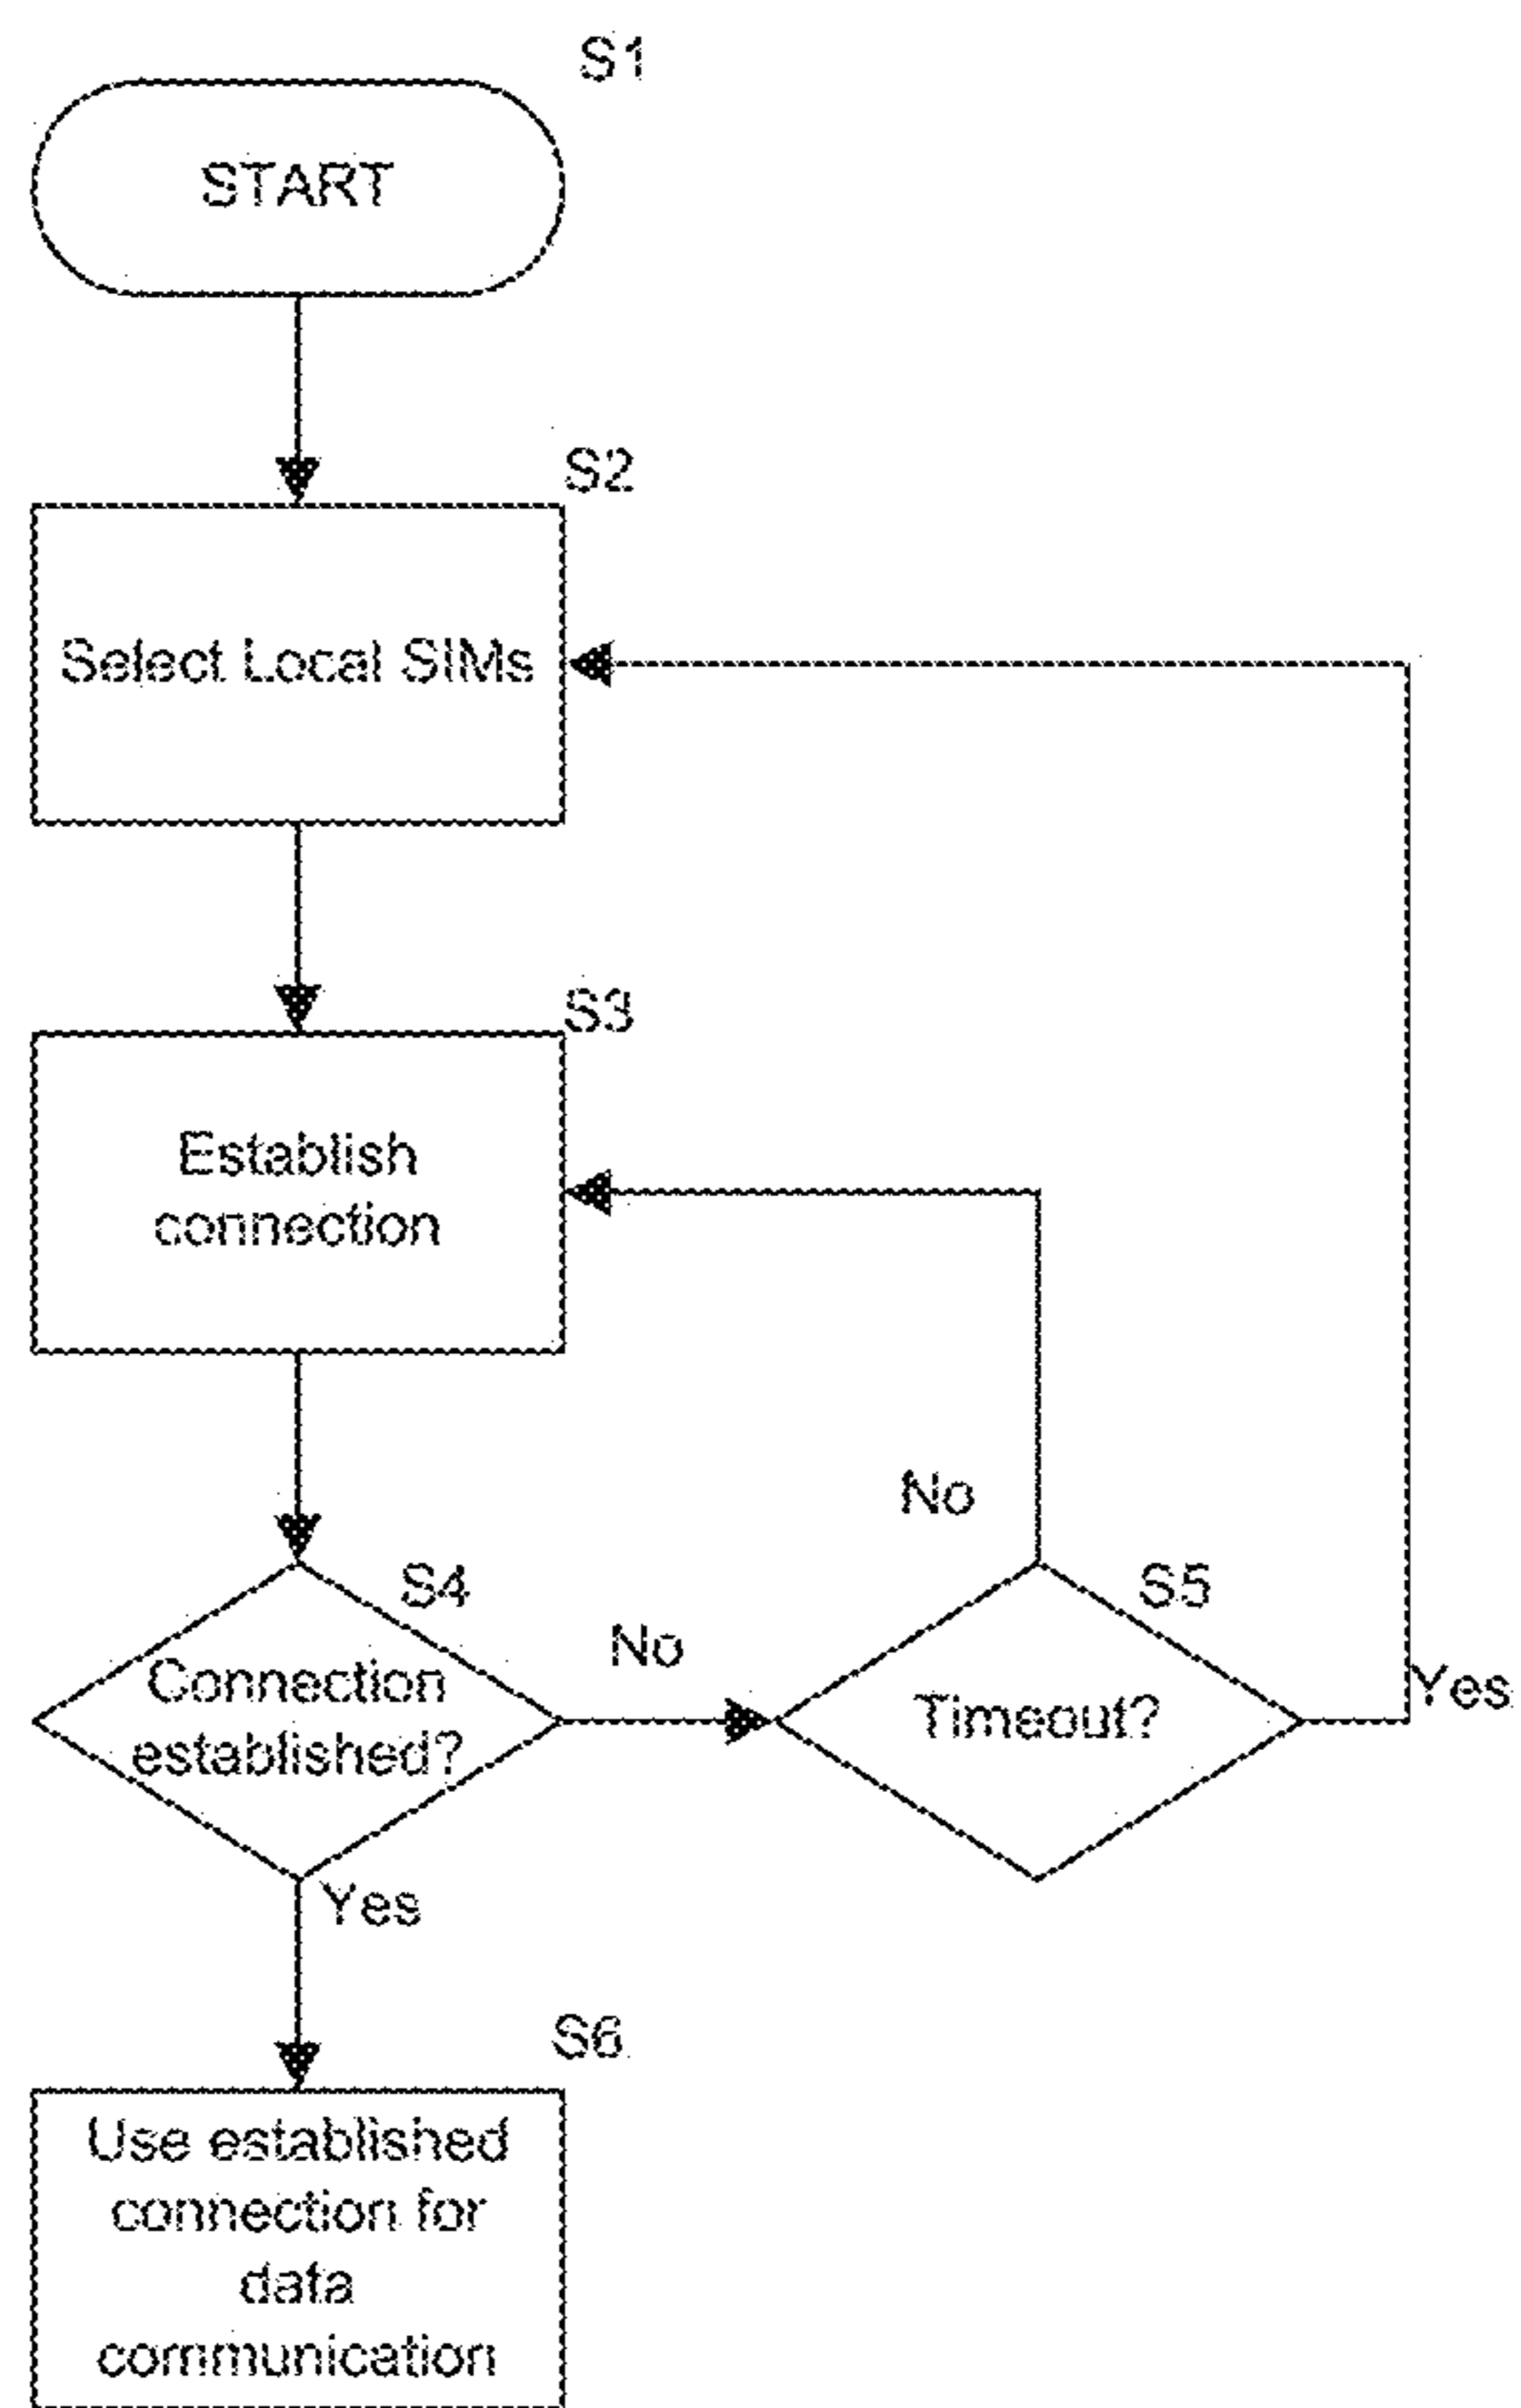 S1
START
S2
Select Local SIMs
S3
Establish
connection
No
S4
S5
No
Connection
established?
Timeout?
Yes
Yes
S6
Use established
connection for
data
communication